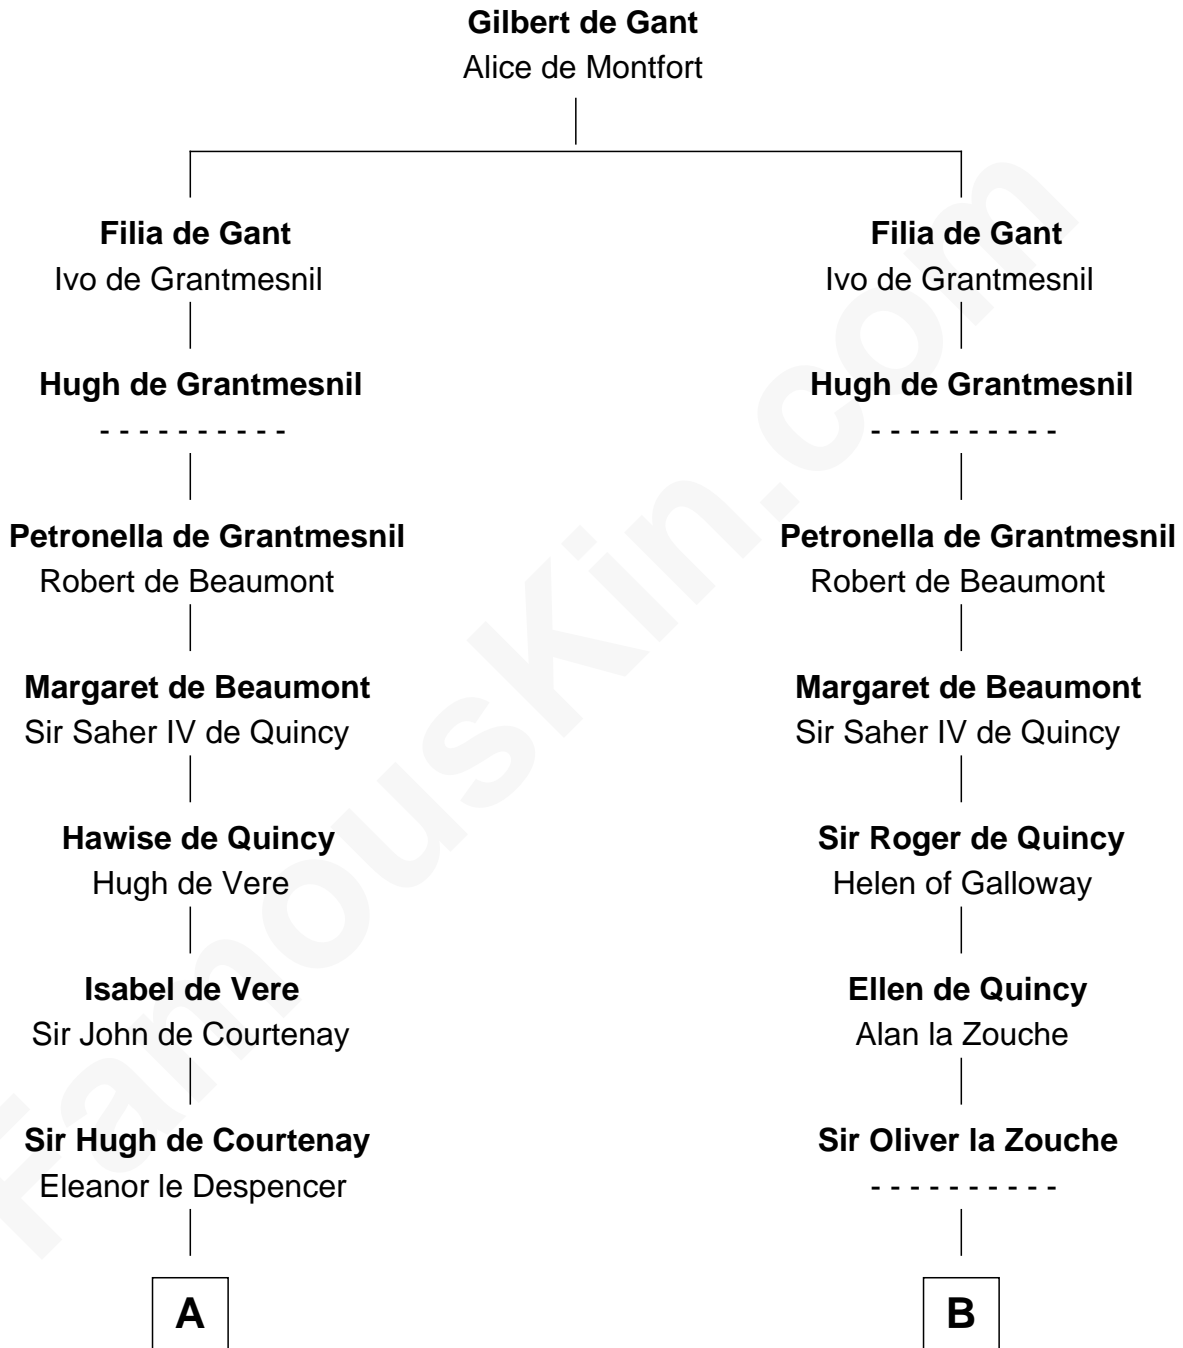 Gilbert de Gant
Alice de Montfort
Filia de Gant
Ivo de Grantmesnil
Hugh de Grantmesnil
- - - - - - - - - -
Petronella de Grantmesnil
Robert de Beaumont
Margaret de Beaumont
Sir Saher IV de Quincy
Hawise de Quincy
Hugh de Vere
Isabel de Vere
Sir John de Courtenay
Sir Hugh de Courtenay
Eleanor le Despencer
A
Filia de Gant
Ivo de Grantmesnil
Hugh de Grantmesnil
- - - - - - - - - -
Petronella de Grantmesnil
Robert de Beaumont
Margaret de Beaumont
Sir Saher IV de Quincy
Sir Roger de Quincy
Helen of Galloway
Ellen de Quincy
Alan la Zouche
Sir Oliver la Zouche
- - - - - - - - - -
B
FamousKin.com